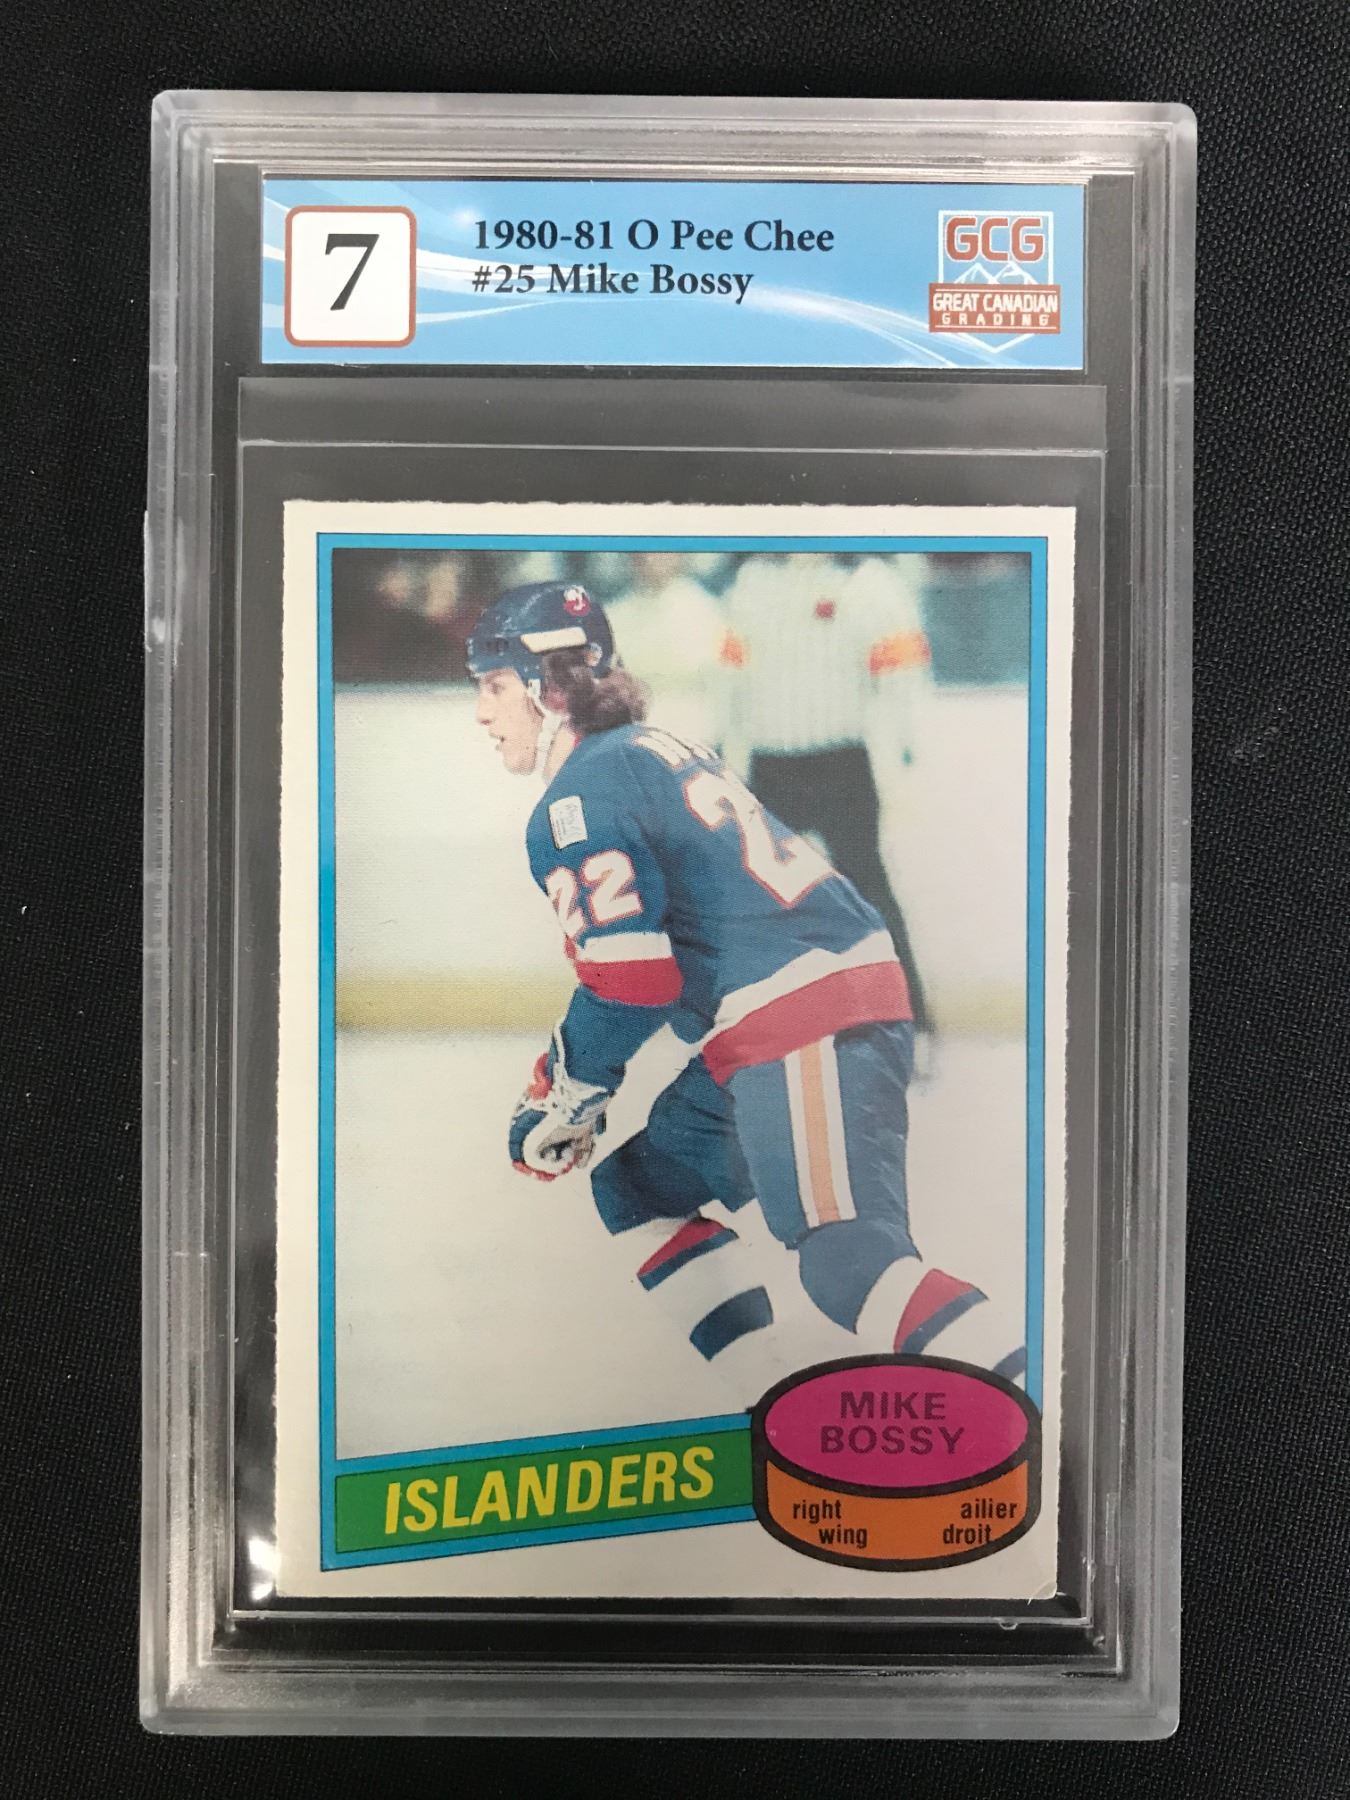 7
1980-81 O Pee Chee
#25 Mike Bossy
GCG
GREAT CANADIAN
GRADING
22
22
ISLANDERS
MIKE
BOSSY
right ailier
wing droit